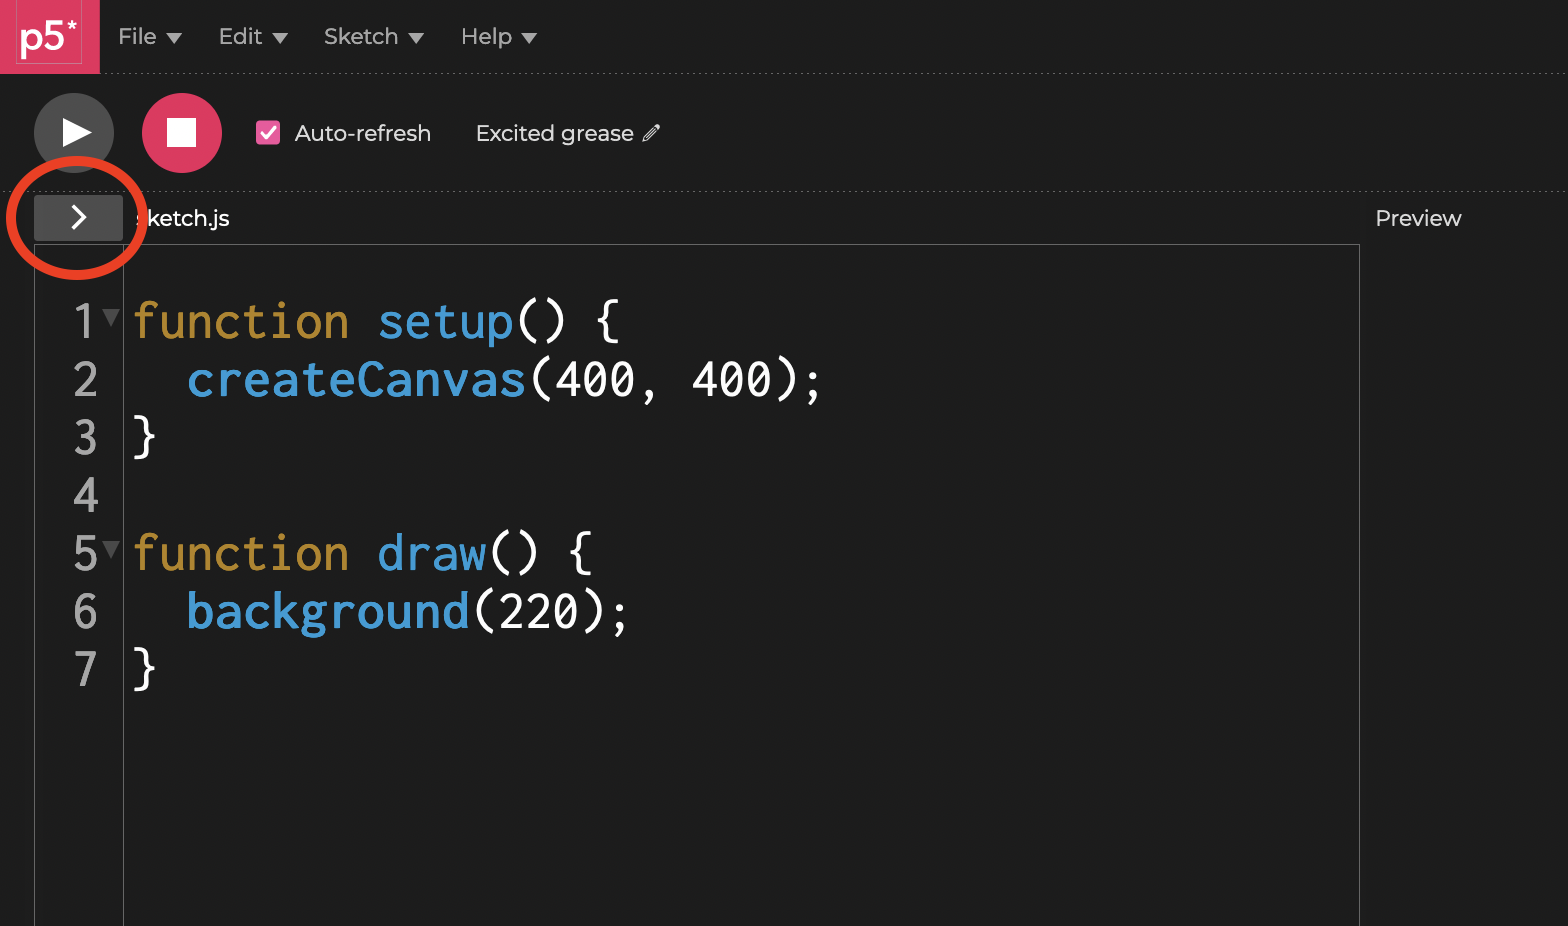 p5*
File Edit Sketch Help
Auto-refresh Excited grease
sketch.js Preview
1 function setup() {
2   createCanvas(400, 400);
3 }
4
5 function draw() {
6   background(220);
7 }